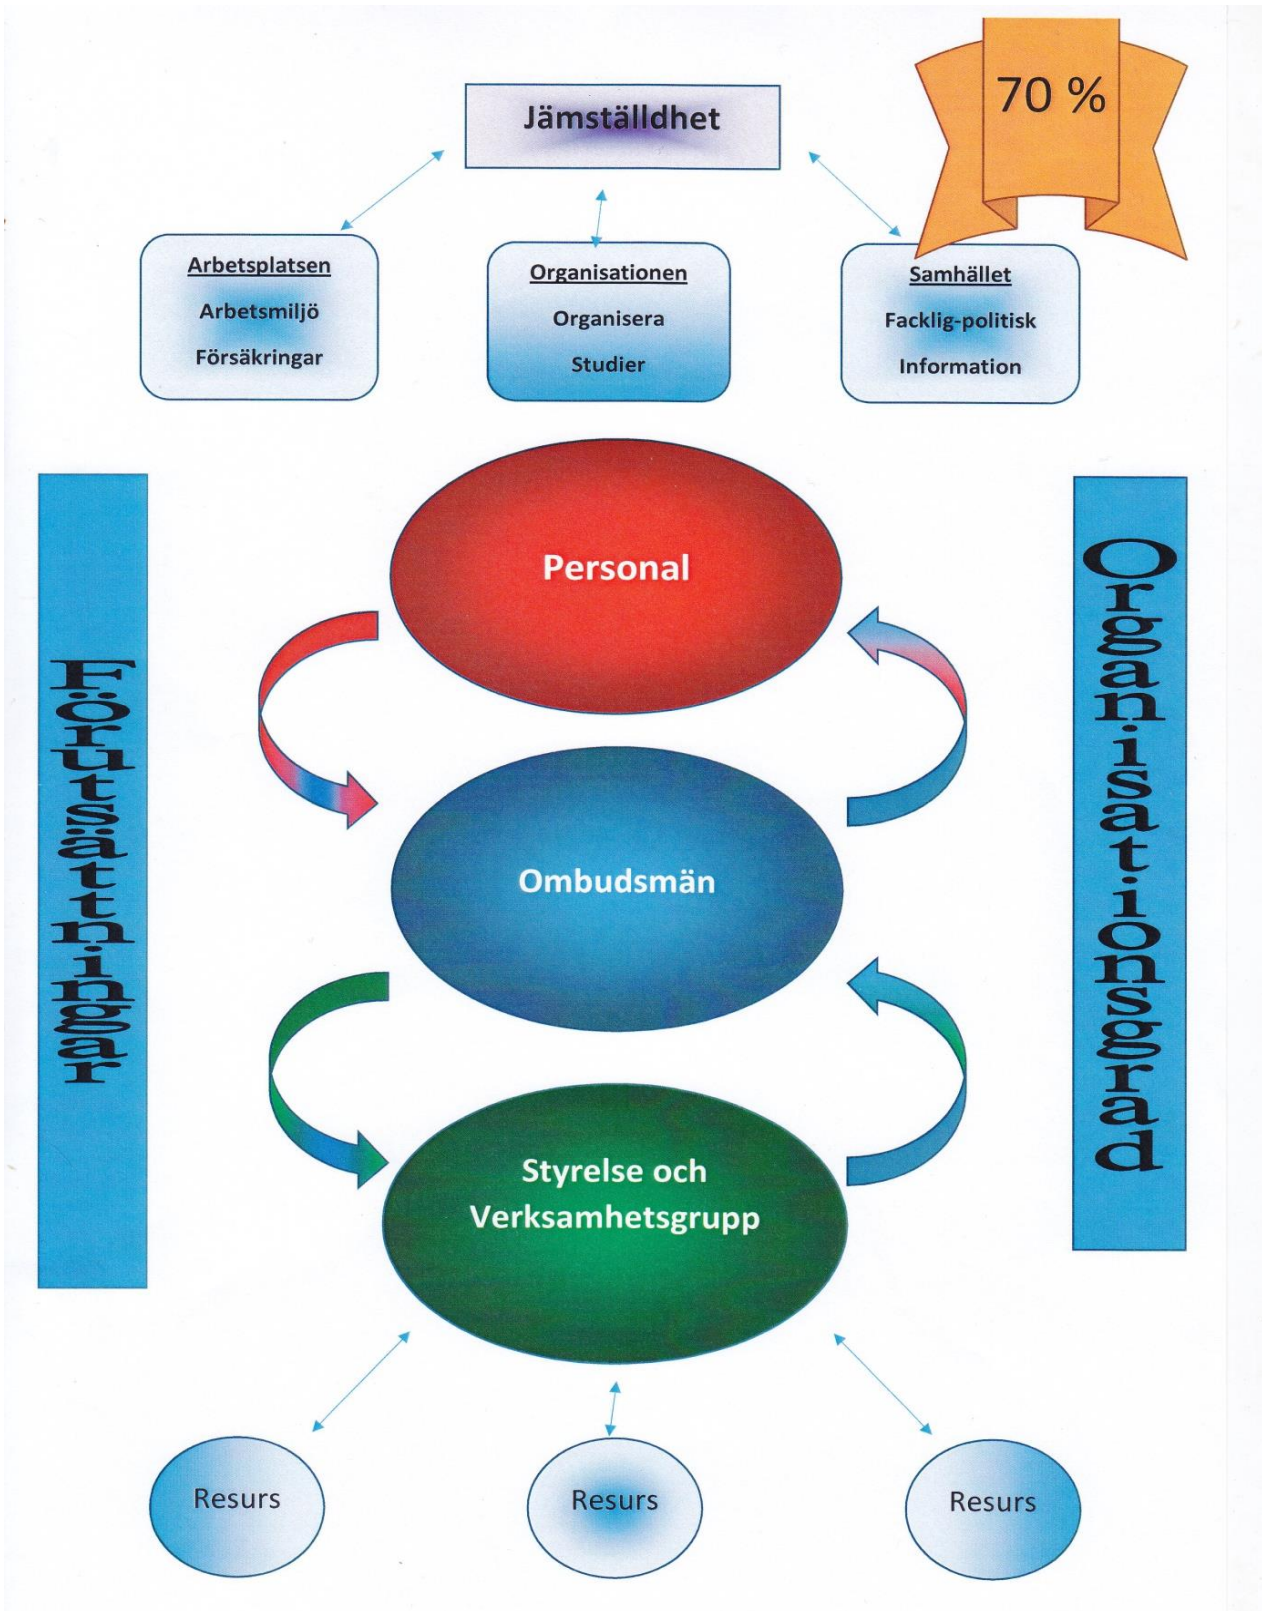 70 %
Jämställdhet
Arbetsplatsen
Arbetsmiljö
Försäkringar
Organisationen
Organisera
Studier
Samhället
Facklig-politisk
Information
Personal
Förutsättningar
Organisationsgrad
Ombudsmän
Styrelse och
Verksamhetsgrupp
Resurs
Resurs
Resurs